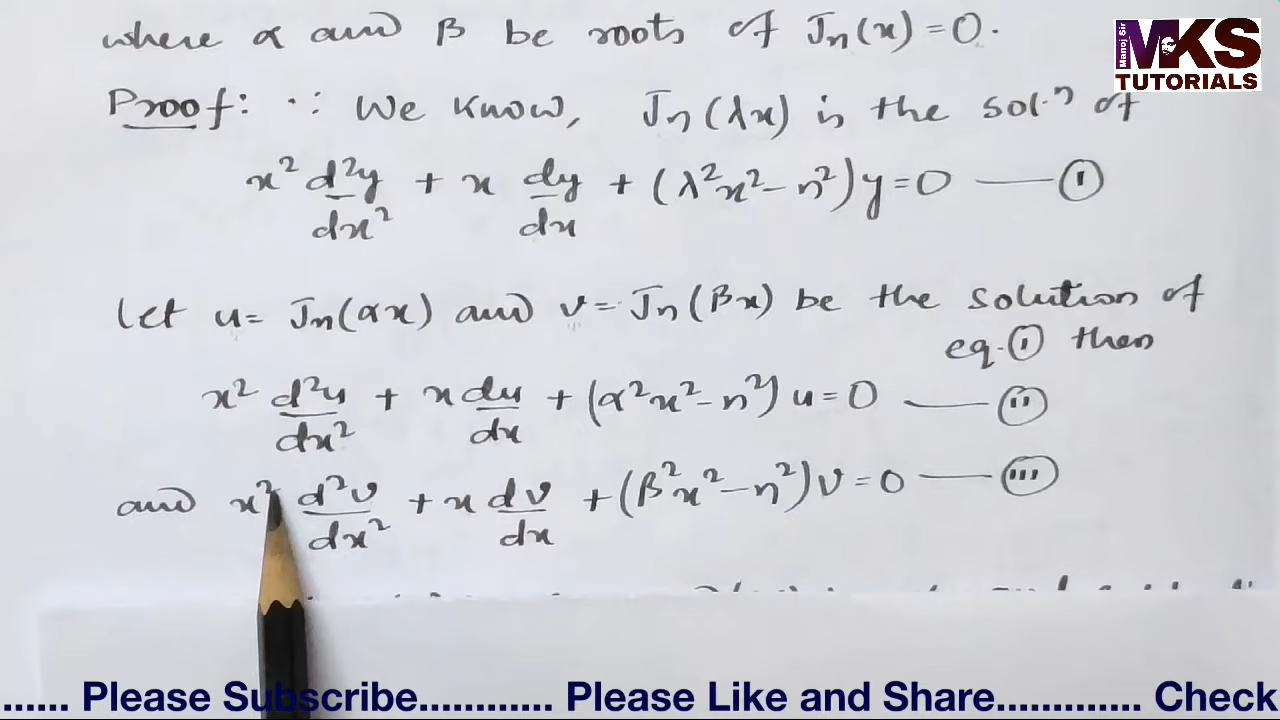 where α and β be roots of Jn(x) = 0.
Manoj Sir
MKS
TUTORIALS
Proof: ∵ We know, Jn(λx) is the sol.n of
x² d²y/dx² + x dy/dx + (λ²x² - n²)y = 0 — (i)
Let u = Jn(αx) and v = Jn(βx) be the solution of
eq. (i) then
x² d²u/dx² + x du/dx + (α²x² - n²)u = 0 — (ii)
and x² d²v/dx² + x dv/dx + (β²x² - n²)v = 0 — (iii)
...... Please Subscribe............ Please Like and Share............. Check